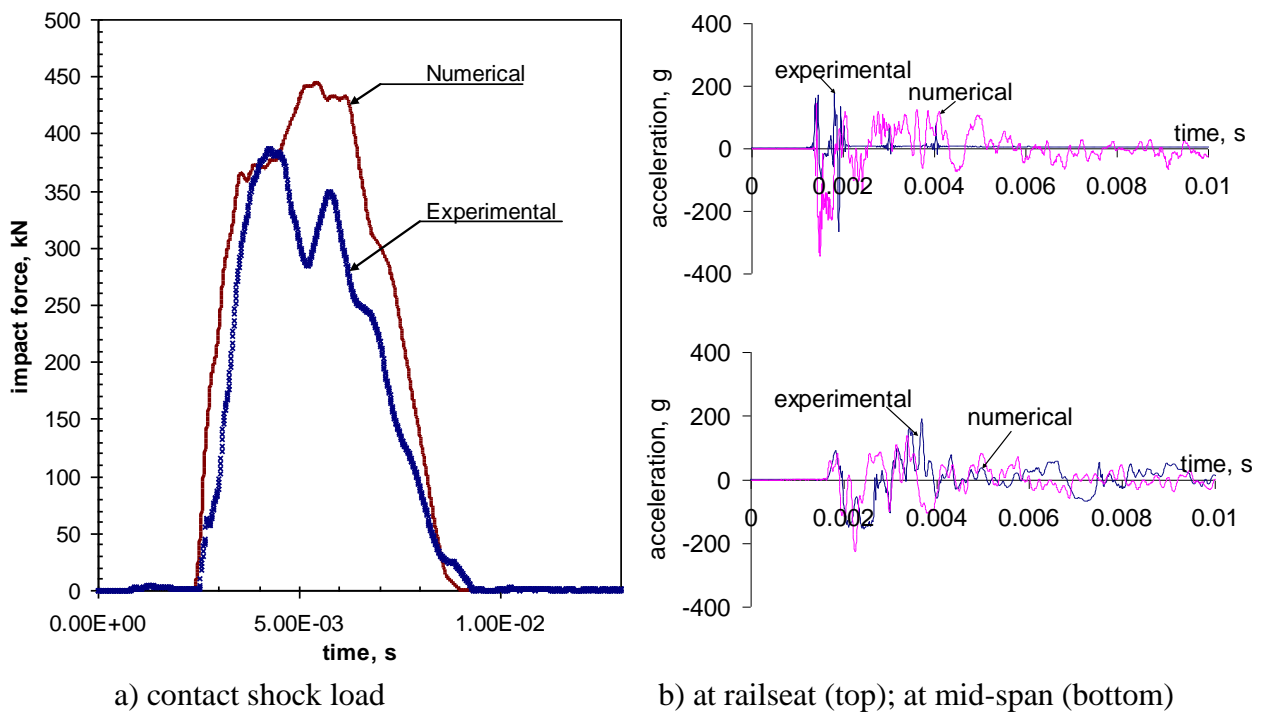 500
450
400
350
300
250
200
150
100
50
0
impact force, kN
Numerical
Experimental
0.00E+00 5.00E-03 1.00E-02
time, s
a) contact shock load
400
200
0
-200
-400
acceleration, g
experimental
numerical
time, s
0 0.002 0.004 0.006 0.008 0.01
400
200
0
-200
-400
acceleration, g
experimental
numerical
time, s
0 0.002 0.004 0.006 0.008 0.01
b) at railseat (top); at mid-span (bottom)